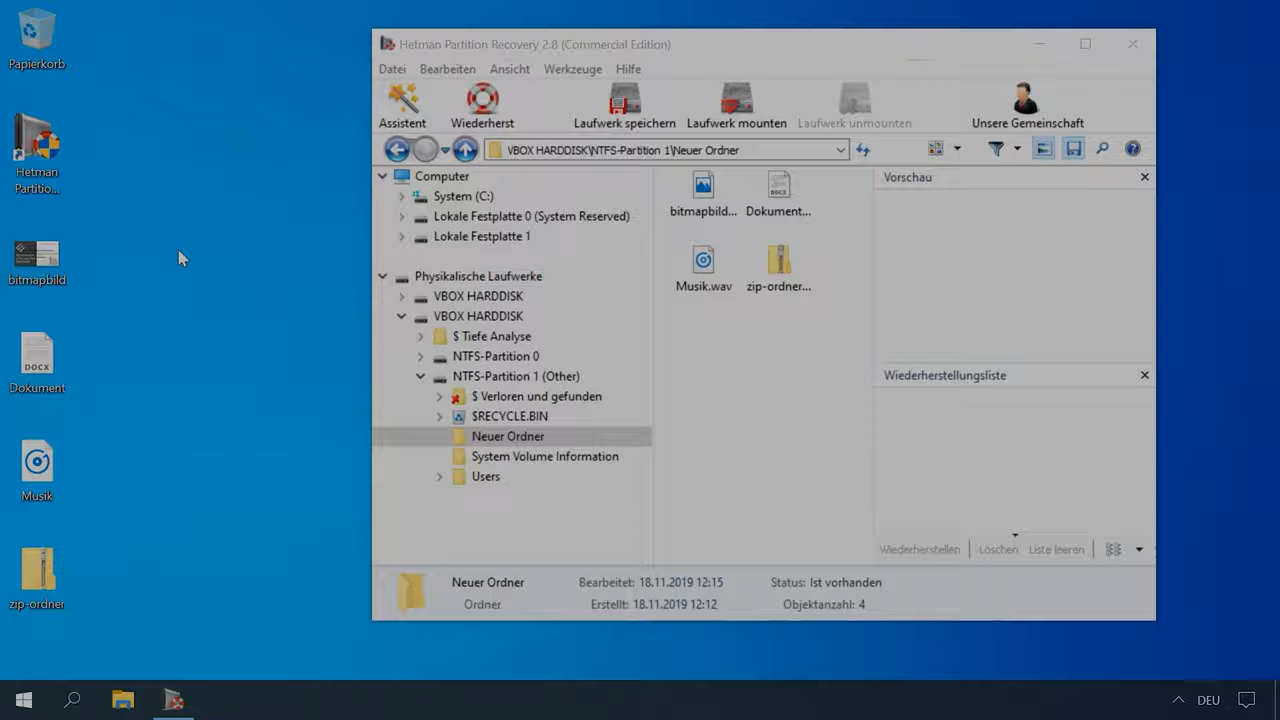 Papierkorb
Hetman
Partitio...
bitmapbild
DOCX
Dokument
Musik
zip-ordner
Hetman Partition Recovery 2.8 (Commercial Edition)
Datei Bearbeiten Ansicht Werkzeuge Hilfe
Assistent Wiederherst Laufwerk speichern Laufwerk mounten Laufwerk unmounten Unsere Gemeinschaft
VBOX HARDDISK\NTFS-Partition 1\Neuer Ordner
Computer
System (C:)
Lokale Festplatte 0 (System Reserved)
Lokale Festplatte 1
Physikalische Laufwerke
VBOX HARDDISK
VBOX HARDDISK
$ Tiefe Analyse
NTFS-Partition 0
NTFS-Partition 1 (Other)
$ Verloren und gefunden
$RECYCLE.BIN
Neuer Ordner
System Volume Information
Users
bitmapbild... Dokument...
DOCX
Musik.wav zip-ordner...
Vorschau
Wiederherstellungsliste
Wiederherstellen Löschen Liste leeren
Neuer Ordner Bearbeitet: 18.11.2019 12:15 Status: Ist vorhanden
Ordner Erstellt: 18.11.2019 12:12 Objektanzahl: 4
DEU